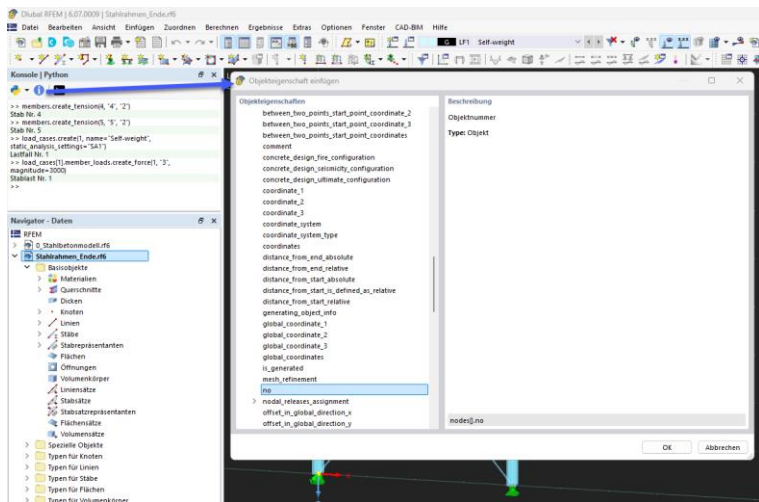 Dlubal RFEM | 6.07.0009 | Stahlrahmen_Ende.rf6
Datei Bearbeiten Ansicht Einfügen Zuordnen Berechnen Ergebnisse Extras Optionen Fenster CAD-BIM Hilfe
G LF1 Self-weight
Konsole | Python
>> members.create_tension(4, '4', '2')
Stab Nr. 4
>> members.create_tension(5, '5', '2')
Stab Nr. 5
>> load_cases.create(1, name="Self-weight",
static_analysis_settings="SA1")
Lastfall Nr. 1
>> load_cases[1].member_loads.create_force(1, '3',
magnitude=3000)
Stablast Nr. 1
>>
Navigator - Daten
RFEM
0_Stahlbetonmodell.rf6
Stahlrahmen_Ende.rf6
Basisobjekte
Materialien
Querschnitte
Dicken
Knoten
Linien
Stäbe
Stabrepräsentanten
Flächen
Öffnungen
Volumenkörper
Liniensätze
Stabsätze
Stabsatzrepräsentanten
Flächensätze
Volumensätze
Spezielle Objekte
Typen für Knoten
Typen für Linien
Typen für Stäbe
Typen für Flächen
Typen für Volumenkörper
Objekteigenschaft einfügen
Objekteigenschaften
between_two_points_start_point_coordinate_2
between_two_points_start_point_coordinate_3
between_two_points_start_point_coordinates
comment
concrete_design_fire_configuration
concrete_design_seismicity_configuration
concrete_design_ultimate_configuration
coordinate_1
coordinate_2
coordinate_3
coordinate_system
coordinate_system_type
coordinates
distance_from_end_absolute
distance_from_end_relative
distance_from_start_absolute
distance_from_start_is_defined_as_relative
distance_from_start_relative
generating_object_info
global_coordinate_1
global_coordinate_2
global_coordinate_3
global_coordinates
is_generated
mesh_refinement
no
nodal_releases_assignment
offset_in_global_direction_x
offset_in_global_direction_y
Beschreibung
Objektnummer
Type: Objekt
nodes[].no
OK Abbrechen